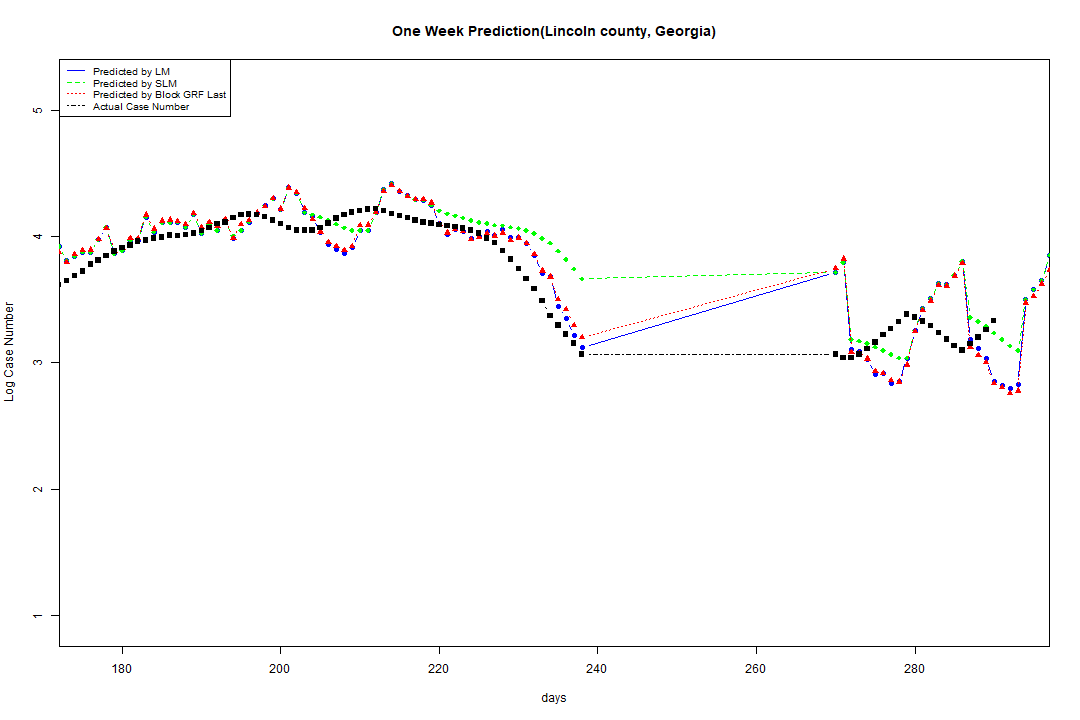 One Week Prediction(Lincoln county, Georgia)
Predicted by LM
Predicted by SLM
Predicted by Block GRF Last
Actual Case Number
5
4
3
2
1
Log Case Number
180 200 220 240 260 280
days